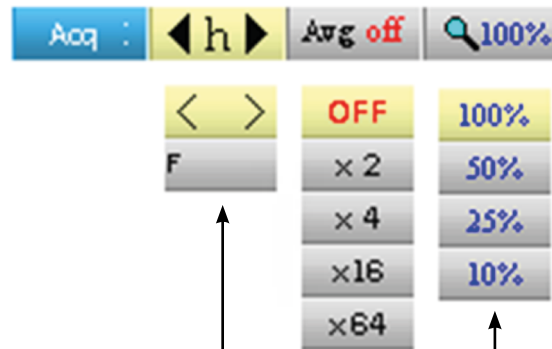 Acq : h Avg off 100%
< > OFF 100%
F × 2 50%
× 4 25%
×16 10%
×64